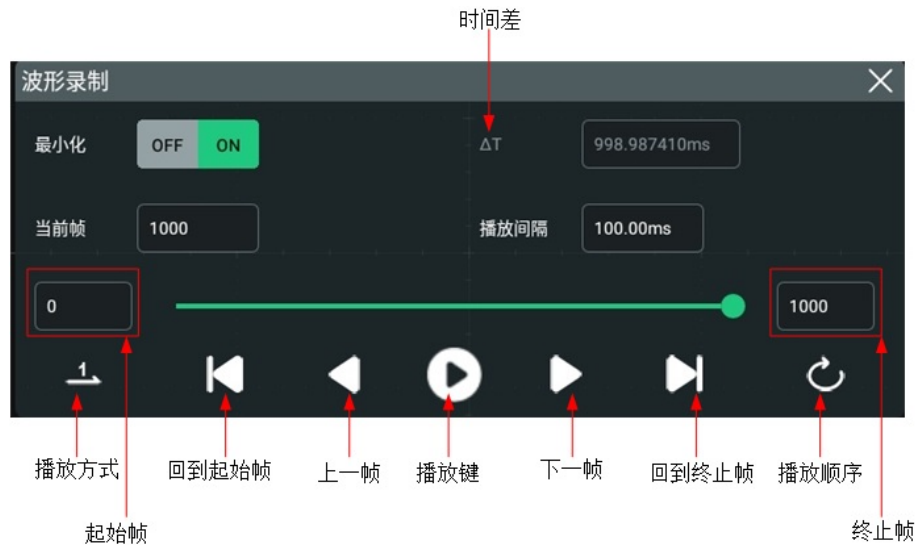 时间差
波形录制
最小化 OFF ON ΔT 998.987410ms
当前帧 1000 播放间隔 100.00ms
0 1000
1
播放方式 回到起始帧 上一帧 播放键 下一帧 回到终止帧 播放顺序
起始帧 终止帧